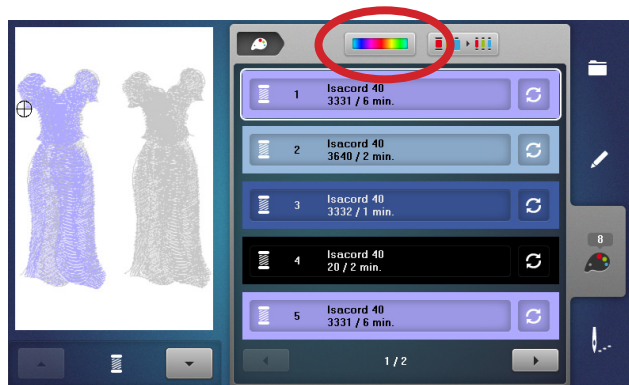 1 Isacord 40
3331 / 6 min.
2 Isacord 40
3640 / 2 min.
3 Isacord 40
3332 / 1 min.
4 Isacord 40
20 / 2 min.
5 Isacord 40
3331 / 6 min.
1 / 2
8